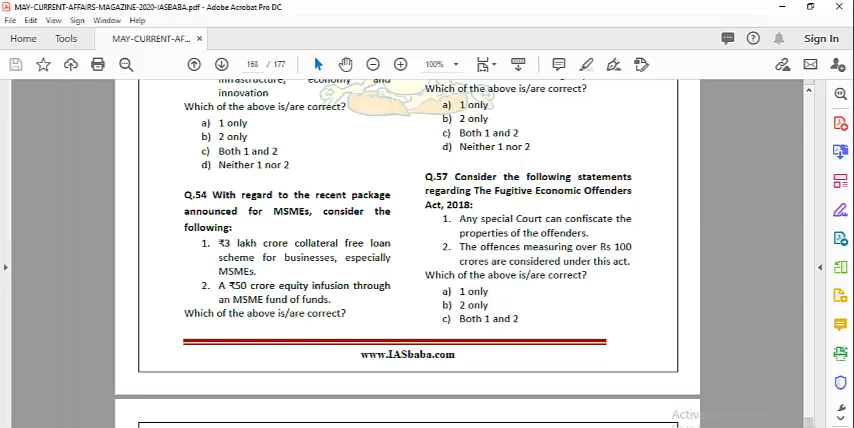 MAY-CURRENT-AFFAIRS-MAGAZINE-2020-IASBABA.pdf - Adobe Acrobat Pro DC
File Edit View Sign Window Help
Home Tools MAY-CURRENT-AF... × Sign In
168 / 177 100%
infrastructure, economy and
innovation
Which of the above is/are correct?
a) 1 only
b) 2 only
c) Both 1 and 2
d) Neither 1 nor 2
Q.54 With regard to the recent package
announced for MSMEs, consider the
following:
1. ₹3 lakh crore collateral free loan
scheme for businesses, especially
MSMEs.
2. A ₹50 crore equity infusion through
an MSME fund of funds.
Which of the above is/are correct?
Which of the above is/are correct?
a) 1 only
b) 2 only
c) Both 1 and 2
d) Neither 1 nor 2
Q.57 Consider the following statements
regarding The Fugitive Economic Offenders
Act, 2018:
1. Any special Court can confiscate the
properties of the offenders.
2. The offences measuring over Rs 100
crores are considered under this act.
Which of the above is/are correct?
a) 1 only
b) 2 only
c) Both 1 and 2
www.IASbaba.com